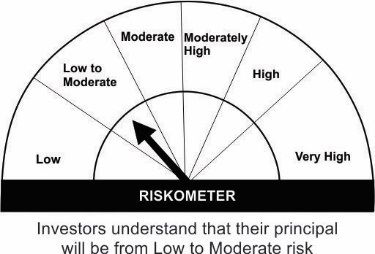 Moderate
Moderately
High
Low to
Moderate
High
Low
Very High
RISKOMETER
Investors understand that their principal
will be from Low to Moderate risk